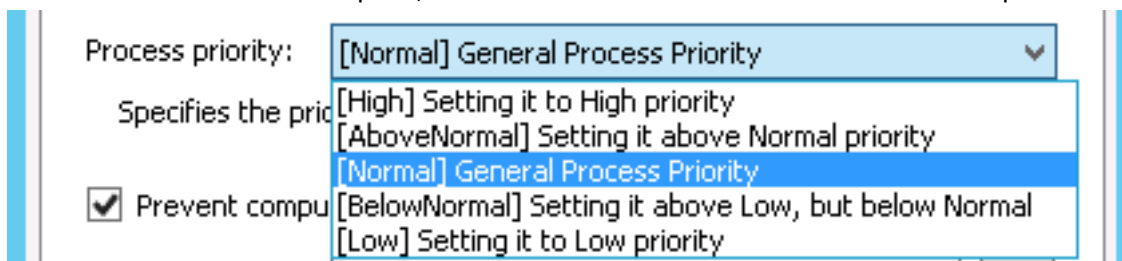 Process priority: [Normal] General Process Priority
Specifies the prio
[High] Setting it to High priority
[AboveNormal] Setting it above Normal priority
[Normal] General Process Priority
Prevent compu [BelowNormal] Setting it above Low, but below Normal
[Low] Setting it to Low priority